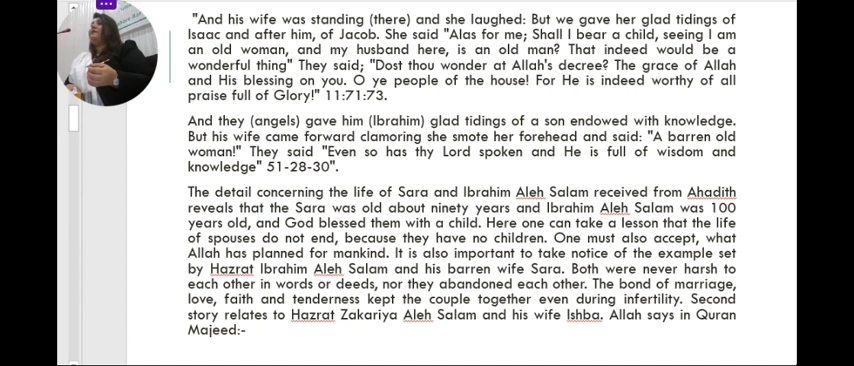 "And his wife was standing (there) and she laughed: But we gave her glad tidings of
Isaac and after him, of Jacob. She said "Alas for me; Shall I bear a child, seeing I am
an old woman, and my husband here, is an old man? That indeed would be a
wonderful thing" They said; "Dost thou wonder at Allah's decree? The grace of Allah
and His blessing on you. O ye people of the house! For He is indeed worthy of all
praise full of Glory!" 11:71:73.
And they (angels) gave him (Ibrahim) glad tidings of a son endowed with knowledge.
But his wife came forward clamoring she smote her forehead and said: "A barren old
woman!" They said "Even so has thy Lord spoken and He is full of wisdom and
knowledge" 51-28-30".
The detail concerning the life of Sara and Ibrahim Aleh Salam received from Ahadith
reveals that the Sara was old about ninety years and Ibrahim Aleh Salam was 100
years old, and God blessed them with a child. Here one can take a lesson that the life
of spouses do not end, because they have no children. One must also accept, what
Allah has planned for mankind. It is also important to take notice of the example set
by Hazrat Ibrahim Aleh Salam and his barren wife Sara. Both were never harsh to
each other in words or deeds, nor they abandoned each other. The bond of marriage,
love, faith and tenderness kept the couple together even during infertility. Second
story relates to Hazrat Zakariya Aleh Salam and his wife Ishba. Allah says in Quran
Majeed:-